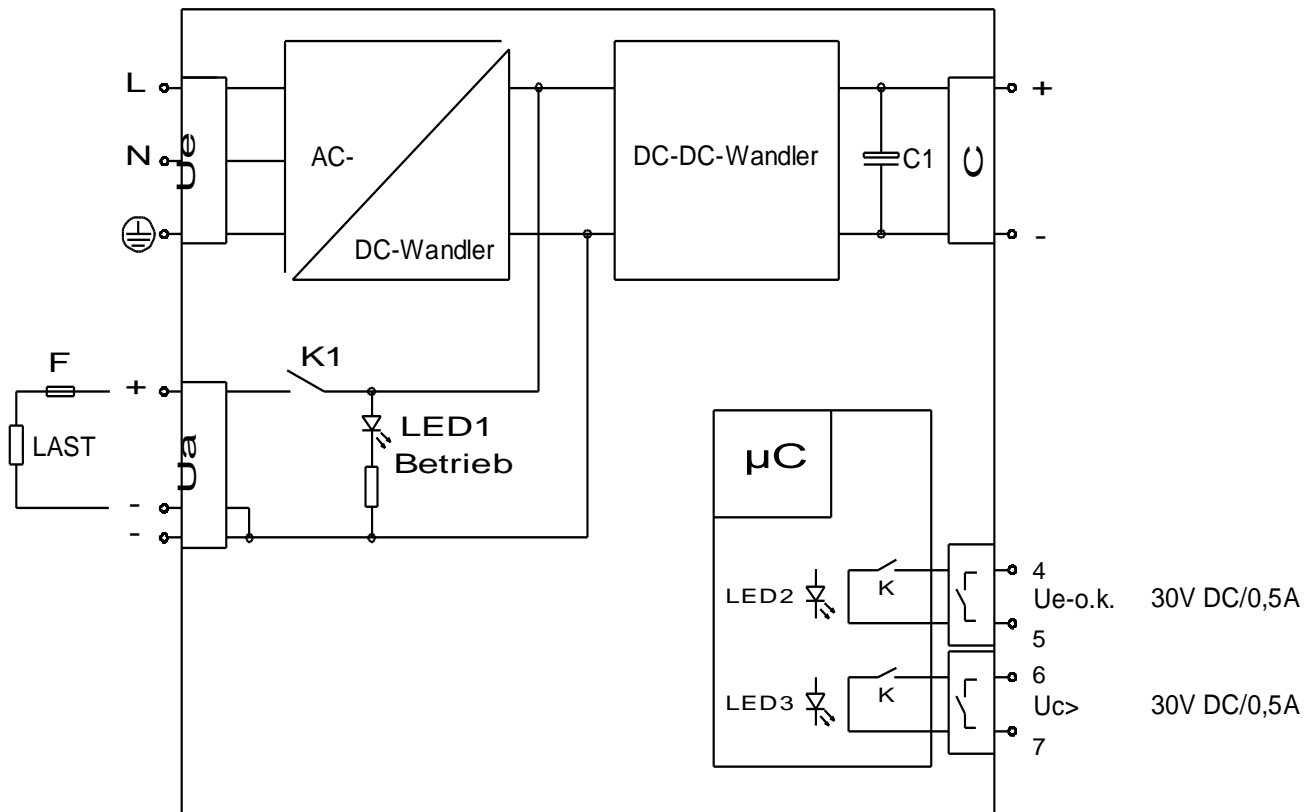 L
+
Ue
N
AC-
DC-Wandler
DC-DC-Wandler
C1
C
-
F
K1
+
LAST
Ua
LED1
Betrieb
-
-
µC
LED2
K
4
Ue-o.k.
30V DC/0,5A
5
LED3
K
6
Uc>
30V DC/0,5A
7